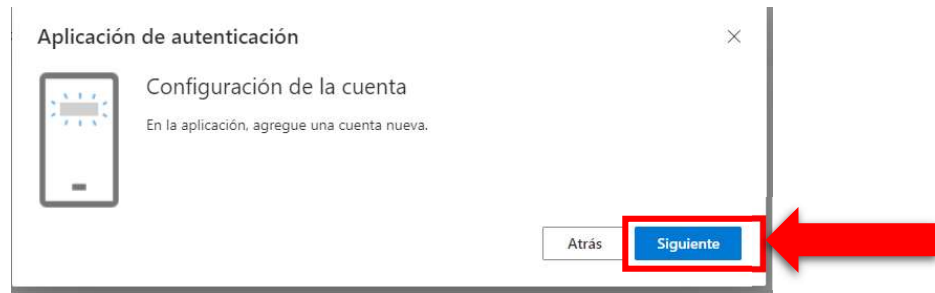 Aplicación de autenticación
Configuración de la cuenta
En la aplicación, agregue una cuenta nueva.
Atrás
Siguiente